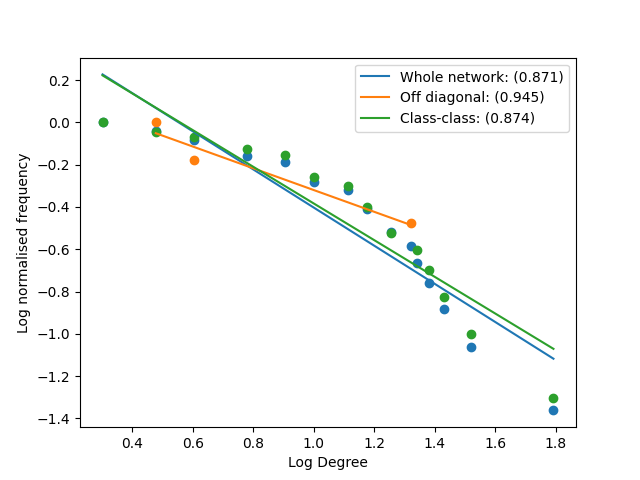 Whole network: (0.871)
Off diagonal: (0.945)
Class-class: (0.874)
Log normalised frequency
0.2
0.0
−0.2
−0.4
−0.6
−0.8
−1.0
−1.2
−1.4
0.4 0.6 0.8 1.0 1.2 1.4 1.6 1.8
Log Degree